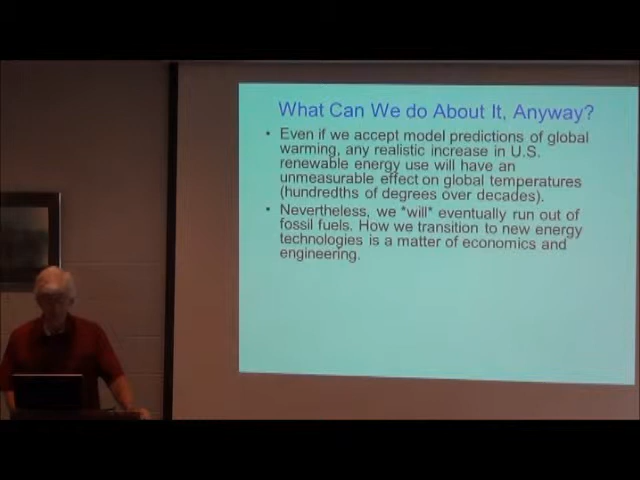 What Can We do About It, Anyway?
• Even if we accept model predictions of global
warming, any realistic increase in U.S.
renewable energy use will have an
unmeasurable effect on global temperatures
(hundredths of degrees over decades).
• Nevertheless, we *will* eventually run out of
fossil fuels. How we transition to new energy
technologies is a matter of economics and
engineering.